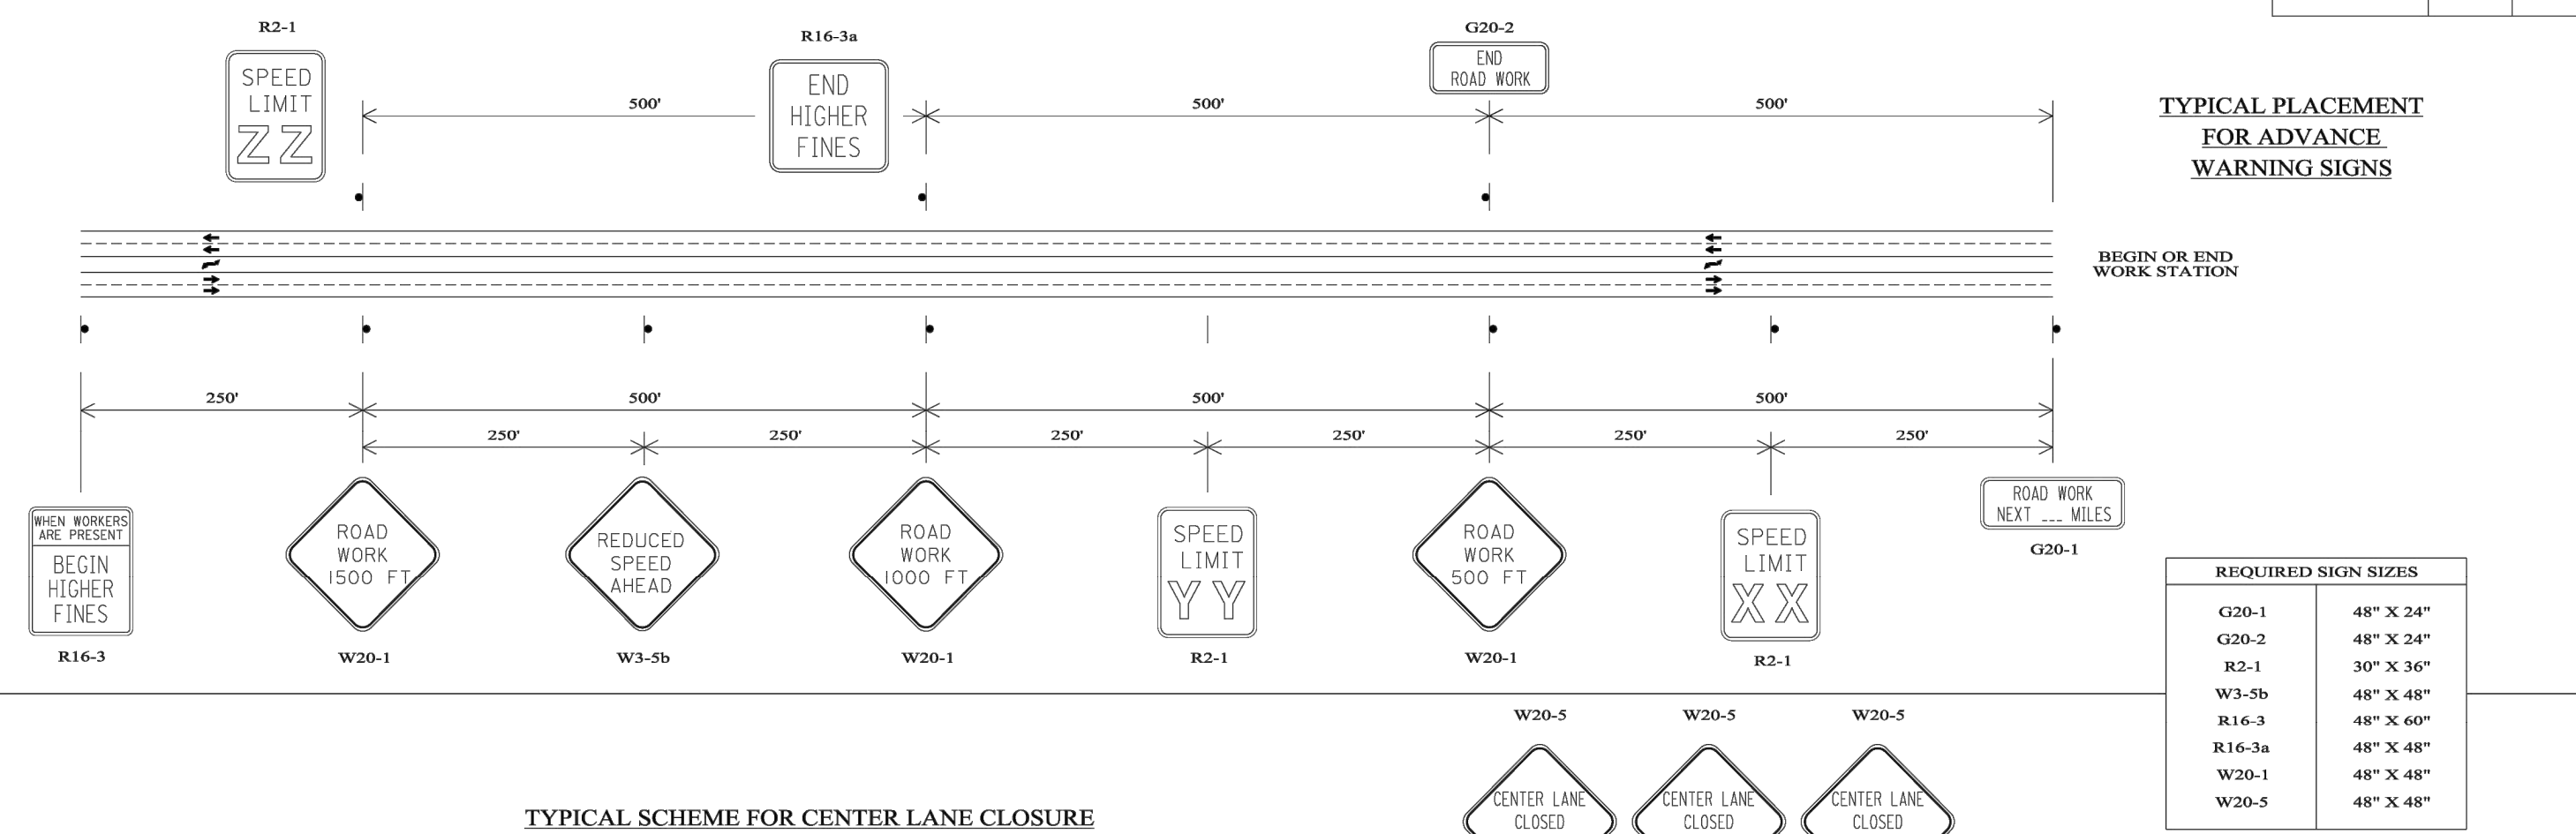 R2-1
SPEED
LIMIT
ZZ
R16-3a
END
HIGHER
FINES
G20-2
END
ROAD WORK
500'
500'
500'
TYPICAL PLACEMENT
FOR ADVANCE
WARNING SIGNS
BEGIN OR END
WORK STATION
250'
500'
500'
500'
250'
250'
250'
250'
250'
250'
WHEN WORKERS
ARE PRESENT
BEGIN
HIGHER
FINES
R16-3
ROAD
WORK
1500 FT
W20-1
REDUCED
SPEED
AHEAD
W3-5b
ROAD
WORK
1000 FT
W20-1
SPEED
LIMIT
YY
R2-1
ROAD
WORK
500 FT
W20-1
SPEED
LIMIT
XX
R2-1
ROAD WORK
NEXT ___ MILES
G20-1
REQUIRED SIGN SIZES
G20-1 48" X 24"
G20-2 48" X 24"
R2-1 30" X 36"
W3-5b 48" X 48"
R16-3 48" X 60"
R16-3a 48" X 48"
W20-1 48" X 48"
W20-5 48" X 48"
W20-5
W20-5
W20-5
CENTER LANE
CLOSED
CENTER LANE
CLOSED
CENTER LANE
CLOSED
TYPICAL SCHEME FOR CENTER LANE CLOSURE